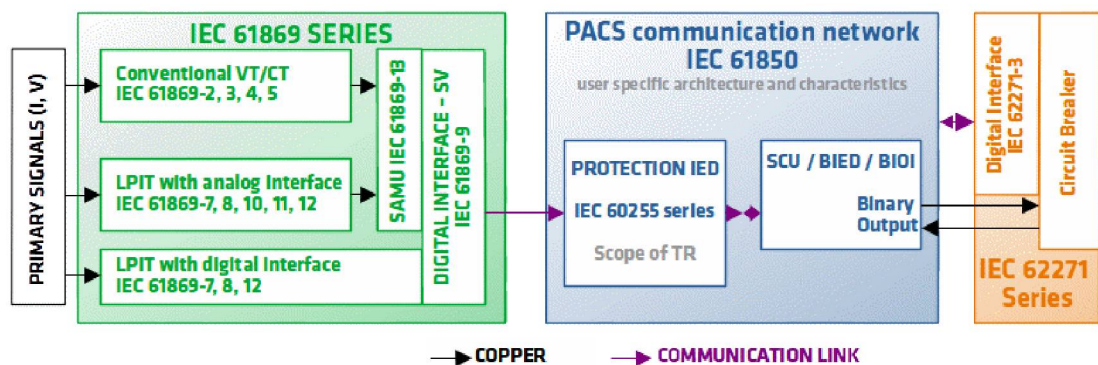 IEC 61869 SERIES
PRIMARY SIGNALS (I, V)
Conventional VT/CT
IEC 61869-2, 3, 4, 5
LPIT with analog Interface
IEC 61869-7, 8, 10, 11, 12
LPIT with digital Interface
IEC 61869-7, 8, 12
SAMU IEC 61869-13
DIGITAL INTERFACE - SV
IEC 61869-9
PACS communication network
IEC 61850
user specific architecture and characteristics
PROTECTION IED
IEC 60255 series
Scope of TR
SCU / BIED / BIOI
Binary
Output
Digital Interface
IEC 62271-3
Circuit Breaker
IEC 62271
Series
COPPER
COMMUNICATION LINK